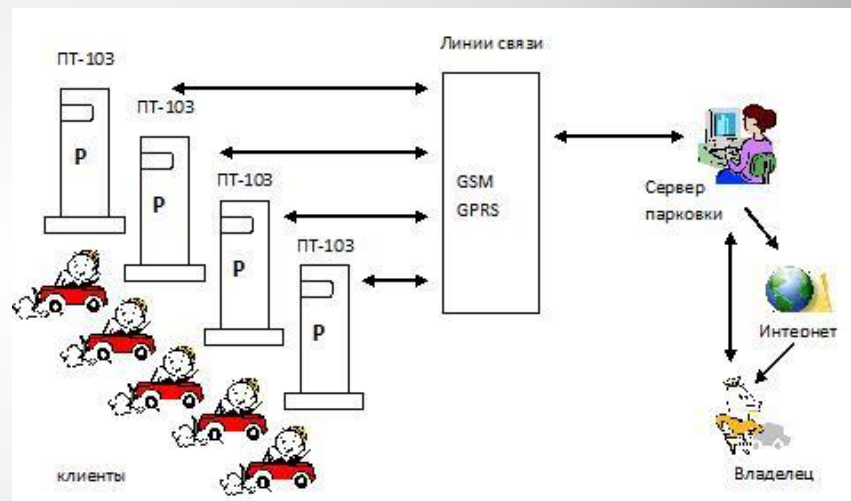 ПТ-103
Р
ПТ-103
Р
ПТ-103
Р
ПТ-103
Р
клиенты
Линии связи
GSM
GPRS
Сервер
парковки
Интернет
Владелец